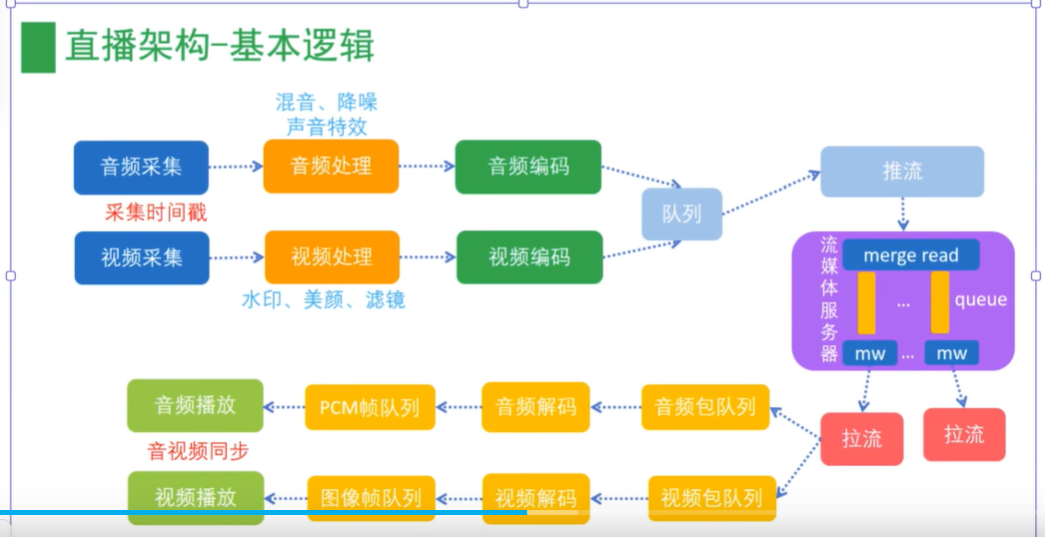 直播架构-基本逻辑
混音、降噪
声音特效
音频采集
音频处理
音频编码
采集时间戳
队列
推流
视频采集
视频处理
视频编码
水印、美颜、滤镜
流媒体服务器
merge read
... queue
mw ... mw
音频播放
PCM帧队列
音频解码
音频包队列
拉流
拉流
音视频同步
视频播放
图像帧队列
视频解码
视频包队列